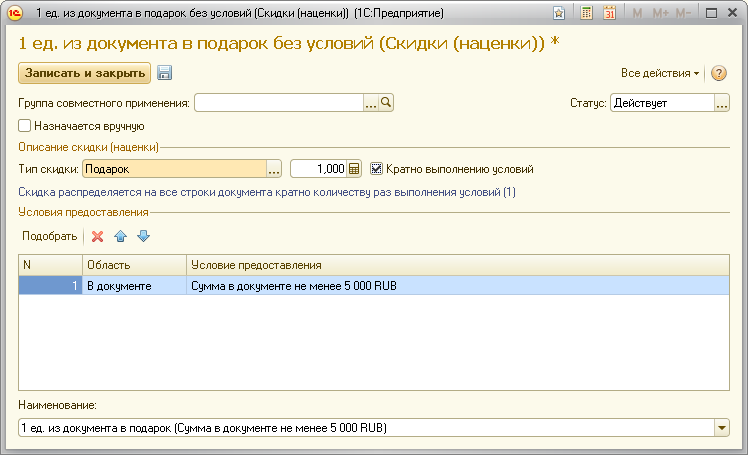 1 ед. из документа в подарок без условий (Скидки (наценки)) (1С:Предприятие)
M M+ M-
1 ед. из документа в подарок без условий (Скидки (наценки)) *
Записать и закрыть Все действия ?
Группа совместного применения: ... Статус: Действует ...
Назначается вручную
Описание скидки (наценки)
Тип скидки: Подарок ... 1,000 Кратно выполнению условий
Скидка распределяется на все строки документа кратно количеству раз выполнения условий (1)
Условия предоставления
Подобрать
N Область Условие предоставления
1 В документе Сумма в документе не менее 5 000 RUB
Наименование:
1 ед. из документа в подарок (Сумма в документе не менее 5 000 RUB)